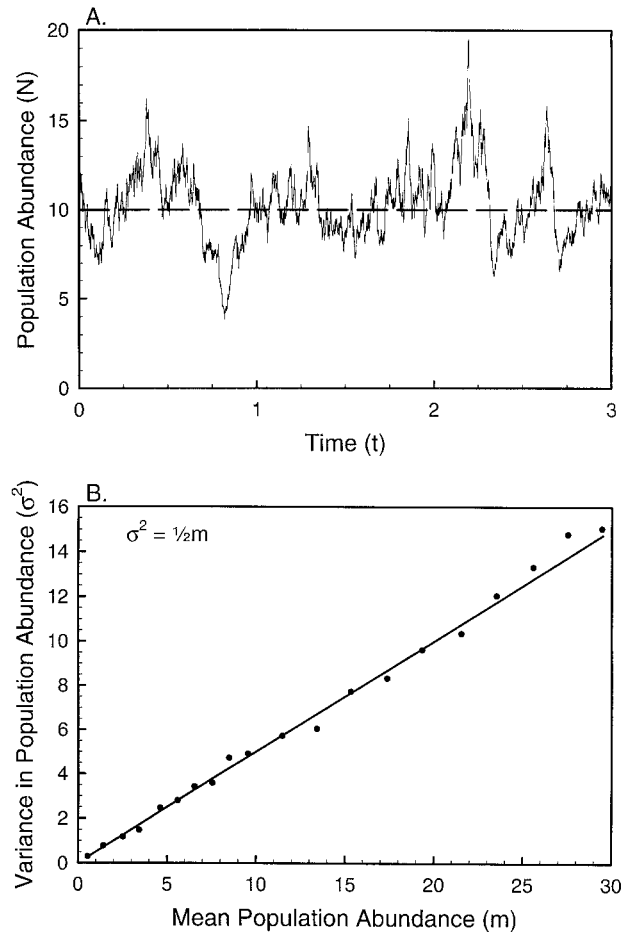 A.
20
15
10
5
0
Population Abundance (N)
0 1 2 3
Time (t)
B.
16
14
12
10
8
6
4
2
0
Variance in Population Abundance (σ²)
σ² = ½m
0 5 10 15 20 25 30
Mean Population Abundance (m)